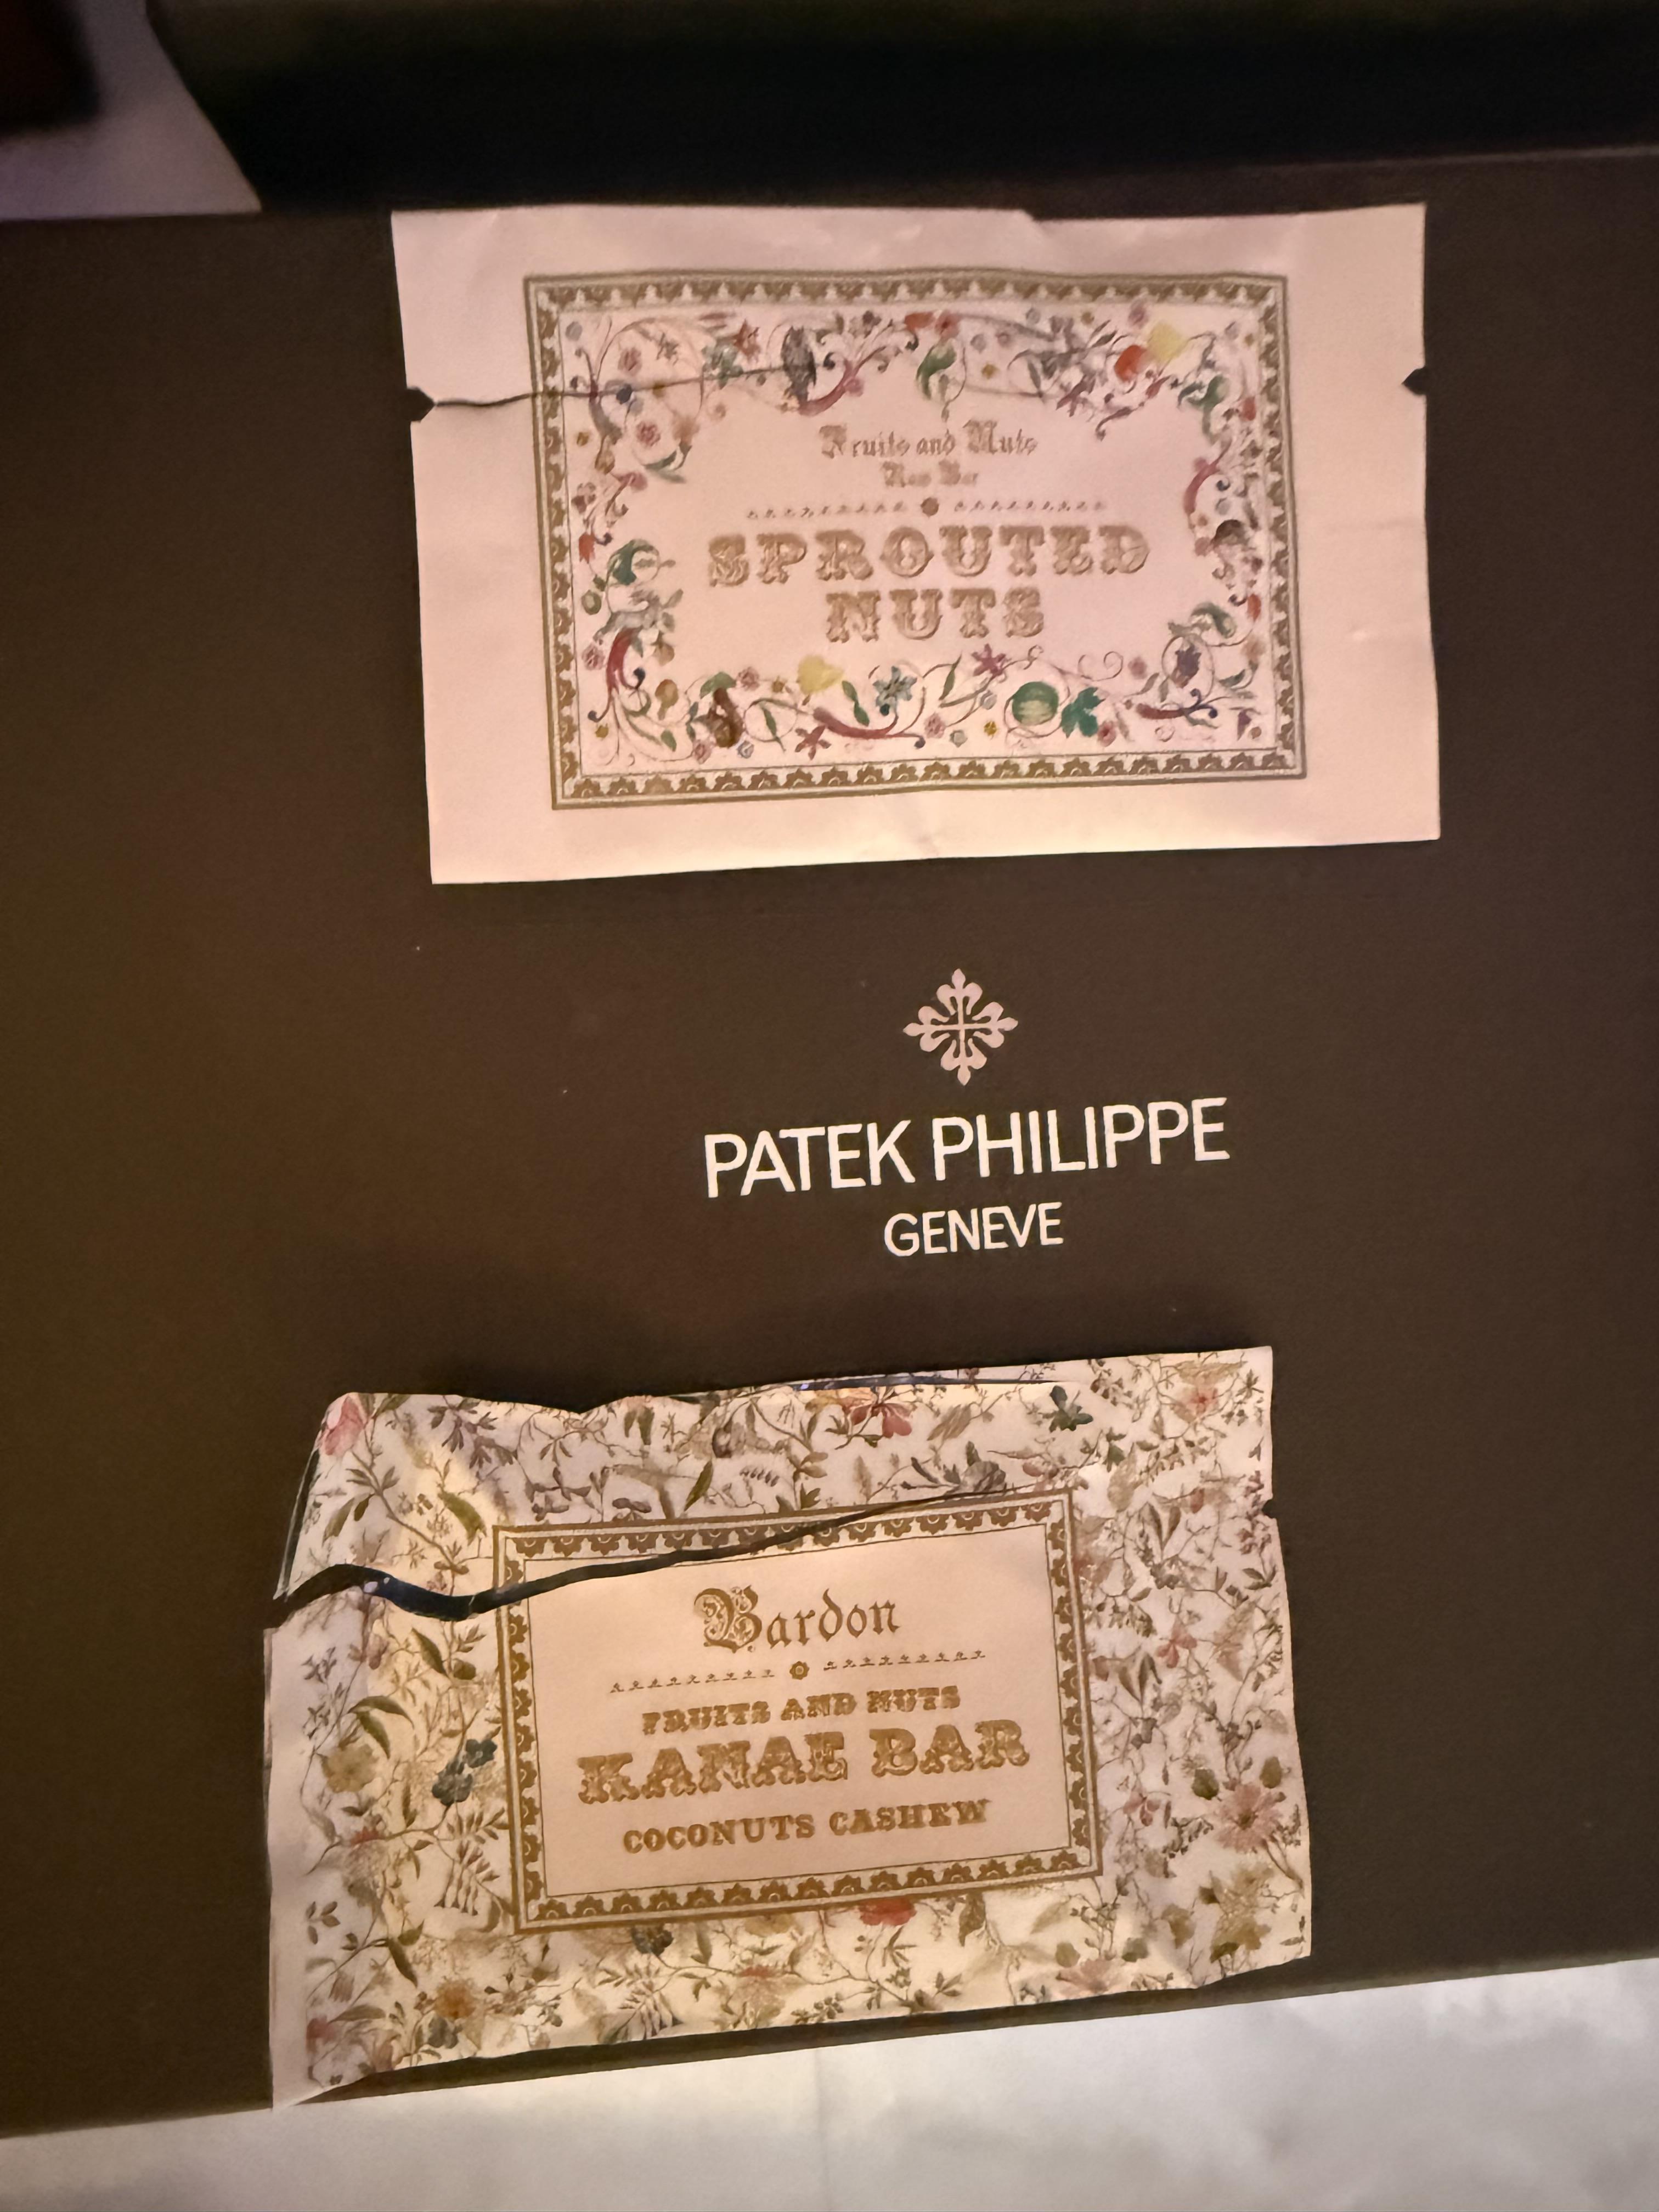 Fruits and Nuts
Raw Bar
SPROUTED
NUTS
PATEK PHILIPPE
GENEVE
Bardon
FRUITS AND NUTS
KANAE BAR
COCONUTS CASHEW